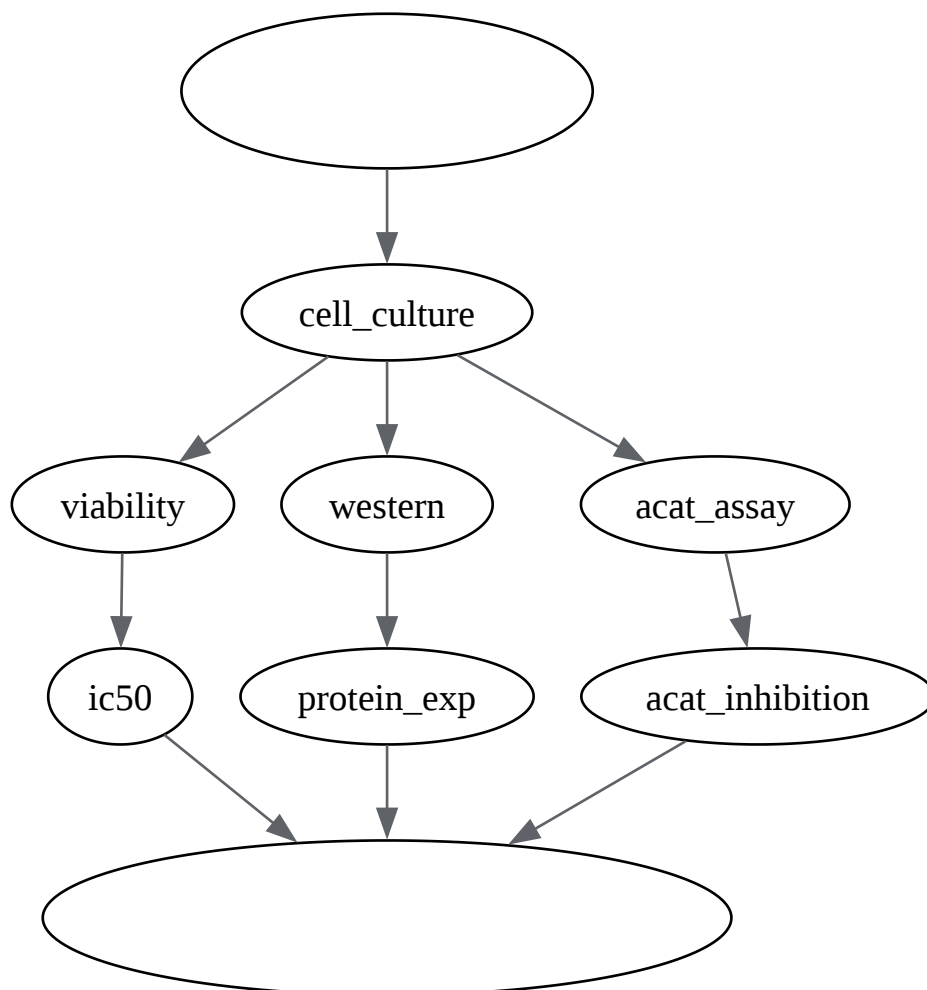 cell_culture
viability
western
acat_assay
ic50
protein_exp
acat_inhibition